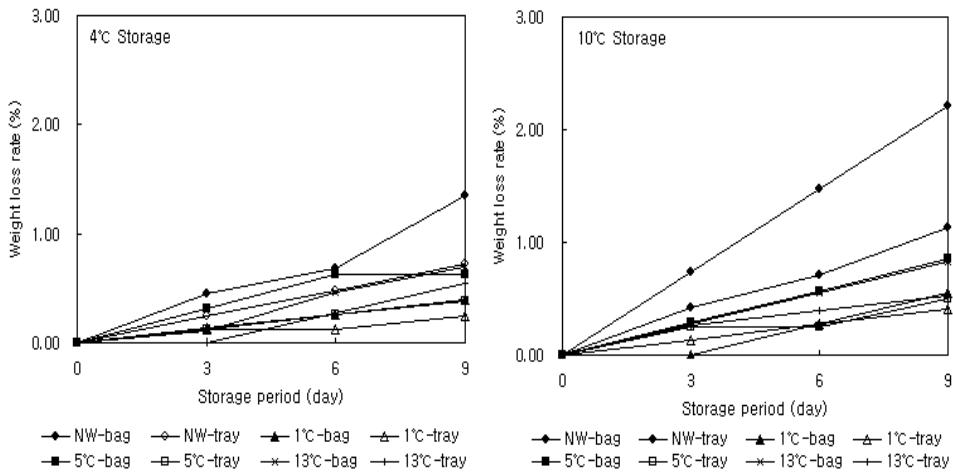 3.00
4℃ Storage
2.00
1.00
0.00
Weight loss rate (%)
0 3 6 9
Storage period (day)
NW-bag NW-tray 1℃-bag 1℃-tray
5℃-bag 5℃-tray 13℃-bag 13℃-tray
3.00
10℃ Storage
2.00
1.00
0.00
Weight loss rate (%)
0 3 6 9
Storage period (day)
NW-bag NW-tray 1℃-bag 1℃-tray
5℃-bag 5℃-tray 13℃-bag 13℃-tray